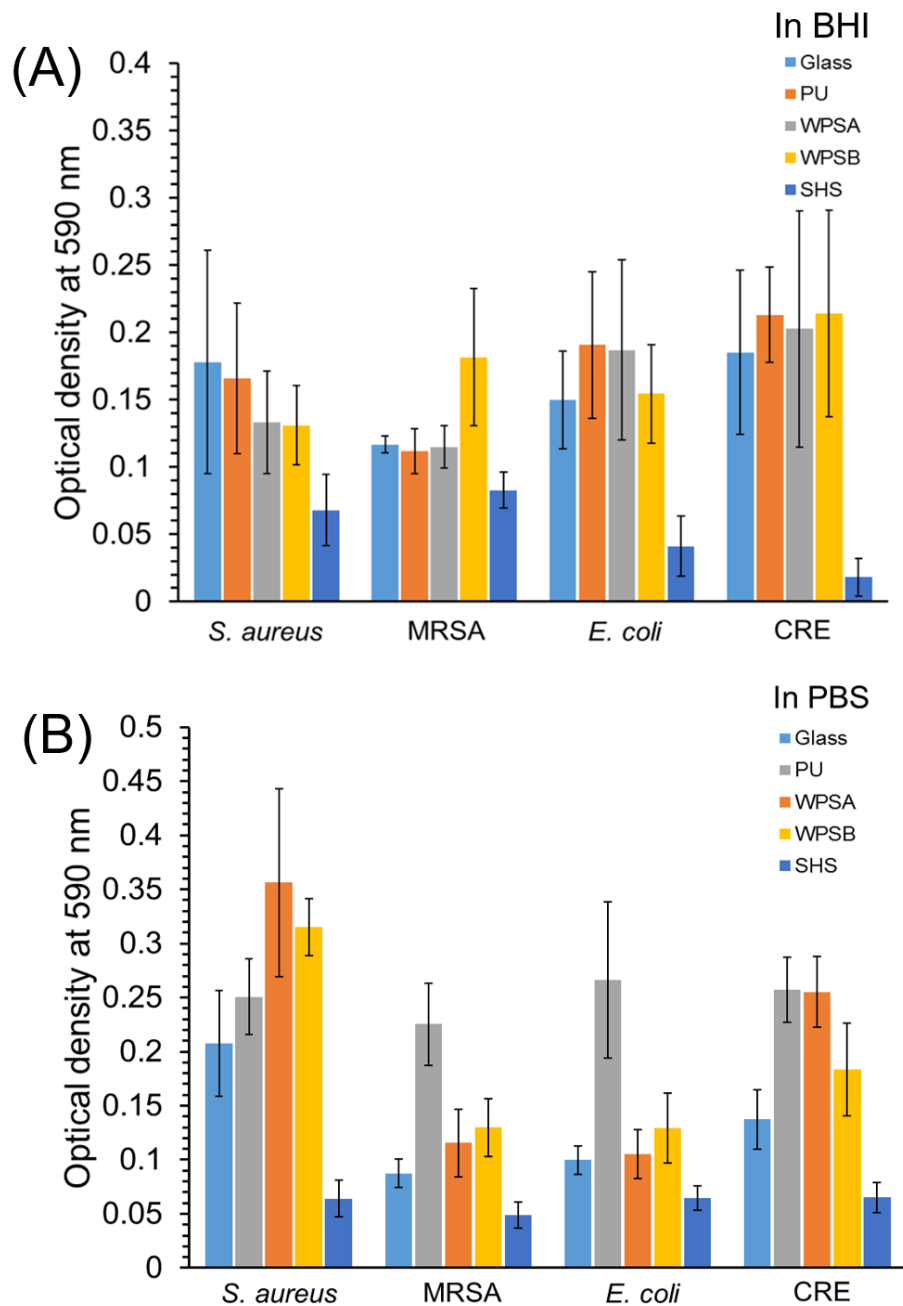 (A)
In BHI
Glass
PU
WPSA
WPSB
SHS
Optical density at 590 nm
0.4
0.35
0.3
0.25
0.2
0.15
0.1
0.05
0
S. aureus MRSA E. coli CRE
(B)
In PBS
Glass
PU
WPSA
WPSB
SHS
Optical density at 590 nm
0.5
0.45
0.4
0.35
0.3
0.25
0.2
0.15
0.1
0.05
0
S. aureus MRSA E. coli CRE